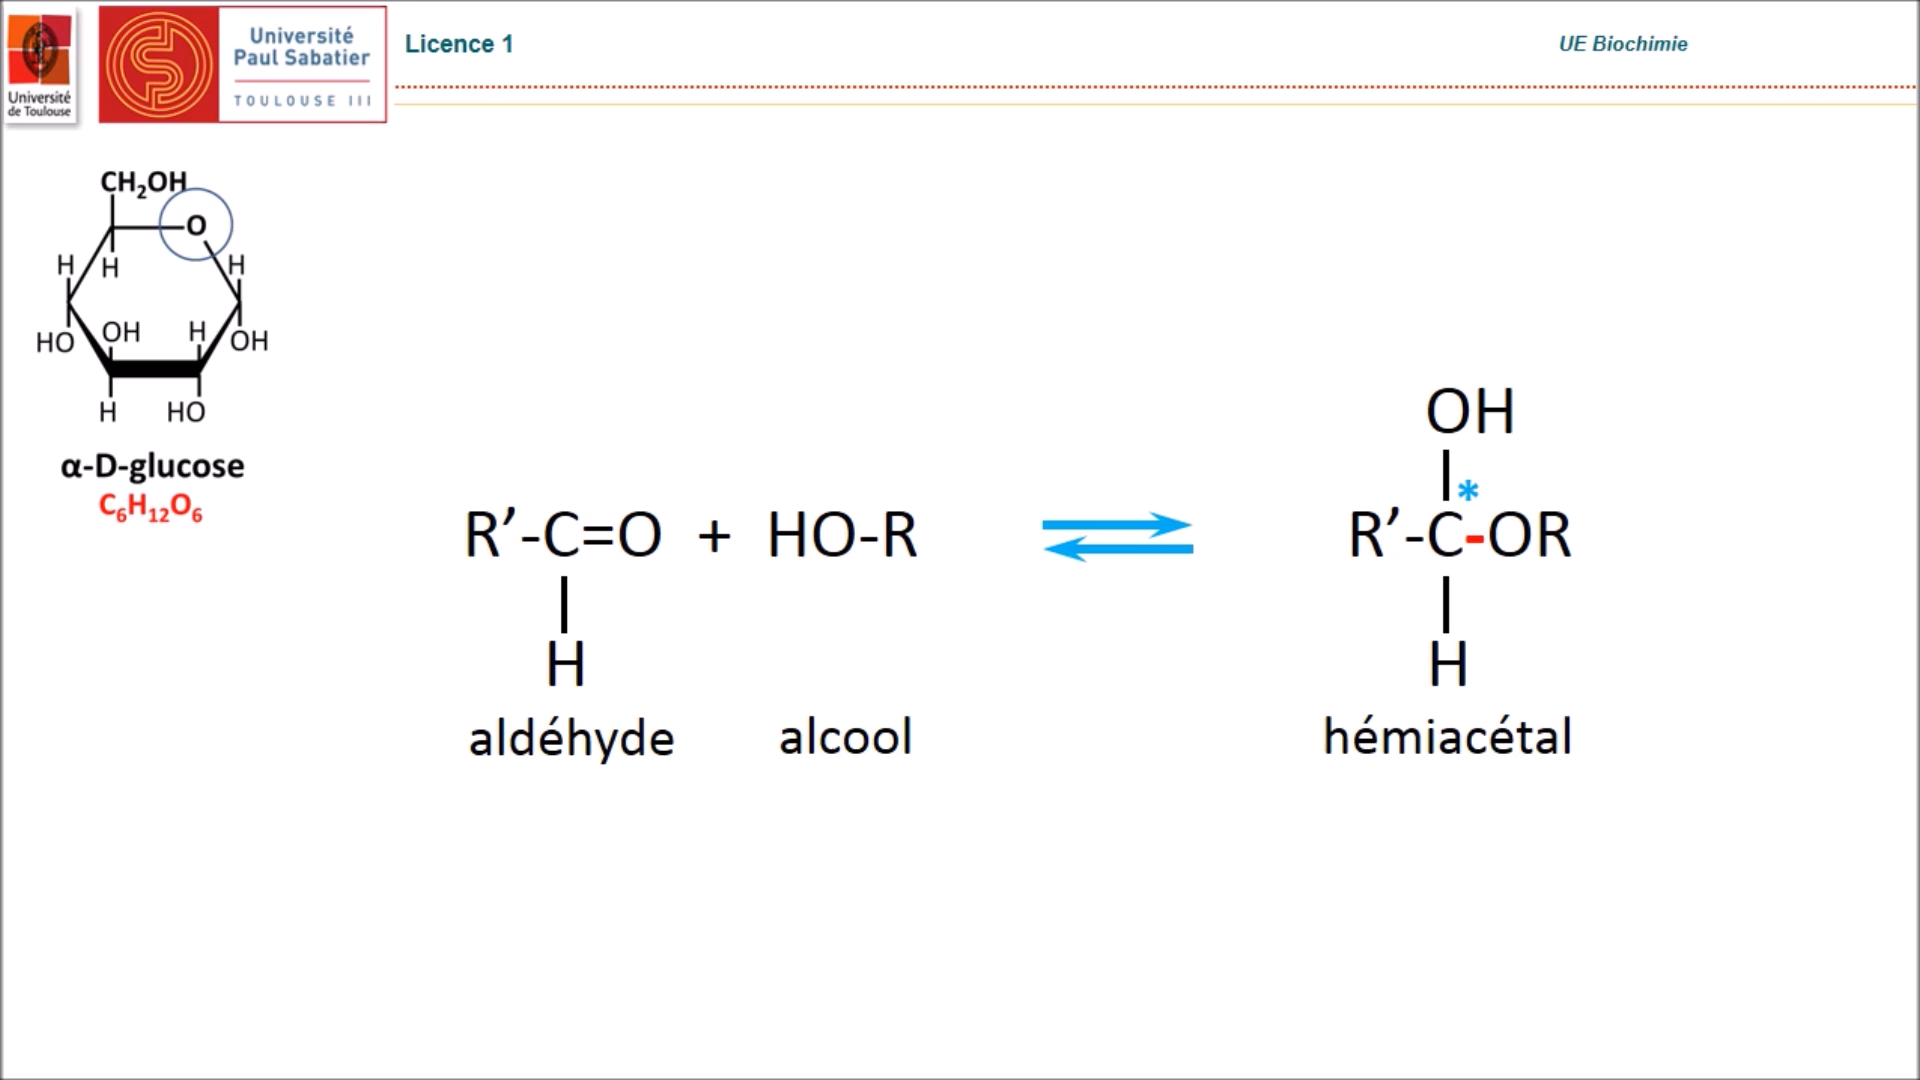 Université
de Toulouse
Université
Paul Sabatier
TOULOUSE III
Licence 1
UE Biochimie
CH₂OH
O
H H H
HO OH H OH
H HO
α-D-glucose
C₆H₁₂O₆
OH
*
R’-C=O + HO-R R’-C-OR
H H
aldéhyde alcool hémiacétal